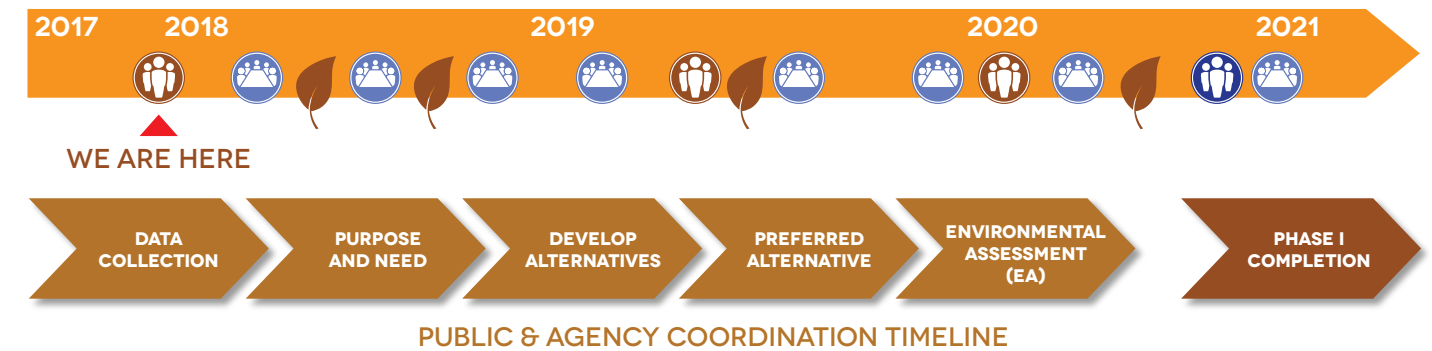 2017 2018 2019 2020 2021
WE ARE HERE
DATA
COLLECTION
PURPOSE
AND NEED
DEVELOP
ALTERNATIVES
PREFERRED
ALTERNATIVE
ENVIRONMENTAL
ASSESSMENT
(EA)
PHASE I
COMPLETION
PUBLIC & AGENCY COORDINATION TIMELINE